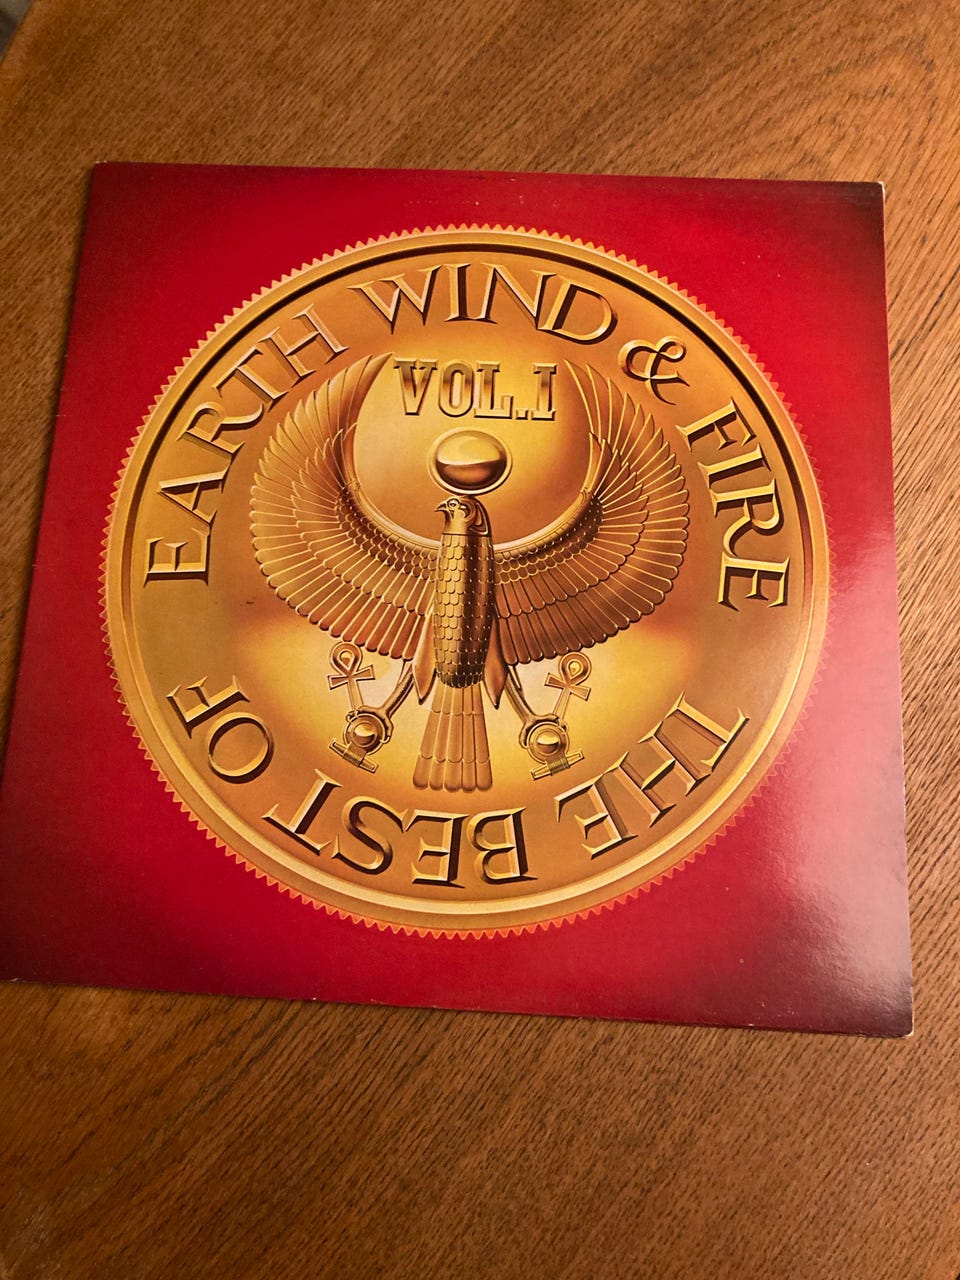 THE BEST OF
EARTH WIND & FIRE
VOL.I